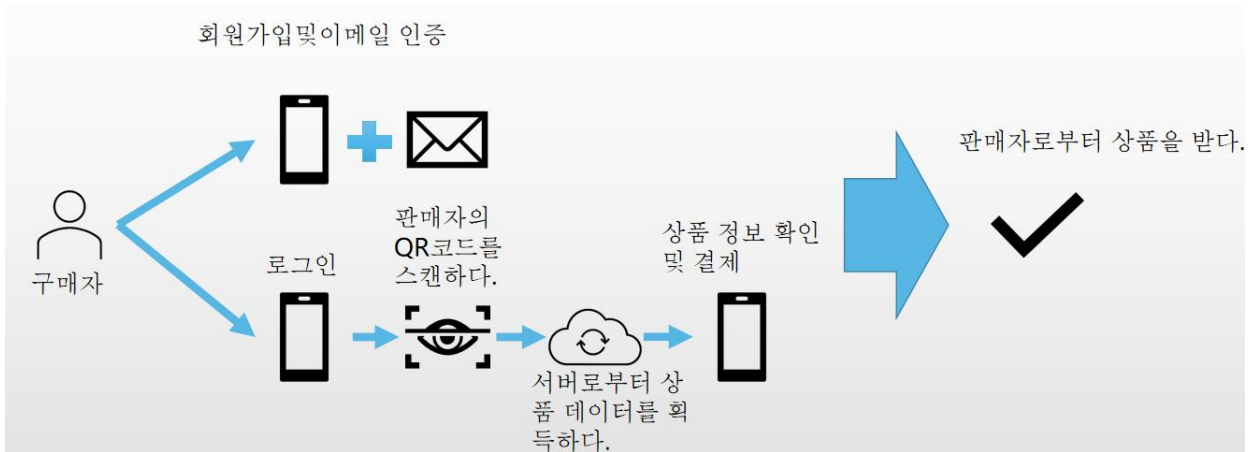 회원가입및이메일 인증
판매자로부터 상품을 받다.
구매자
로그인
판매자의
QR코드를
스캔하다.
서버로부터 상
품 데이터를 획
득하다.
상품 정보 확인
및 결제